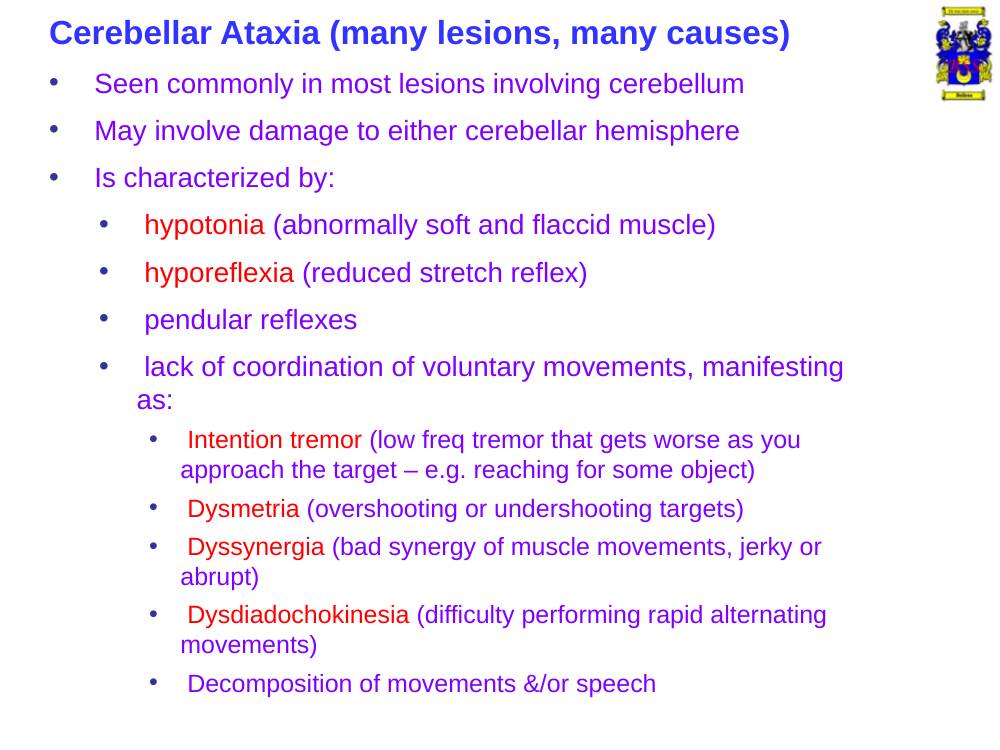 Cerebellar Ataxia (many lesions, many causes)
• Seen commonly in most lesions involving cerebellum
• May involve damage to either cerebellar hemisphere
• Is characterized by:
• hypotonia (abnormally soft and flaccid muscle)
• hyporeflexia (reduced stretch reflex)
• pendular reflexes
• lack of coordination of voluntary movements, manifesting
as:
• Intention tremor (low freq tremor that gets worse as you
approach the target – e.g. reaching for some object)
• Dysmetria (overshooting or undershooting targets)
• Dyssynergia (bad synergy of muscle movements, jerky or
abrupt)
• Dysdiadochokinesia (difficulty performing rapid alternating
movements)
• Decomposition of movements &/or speech